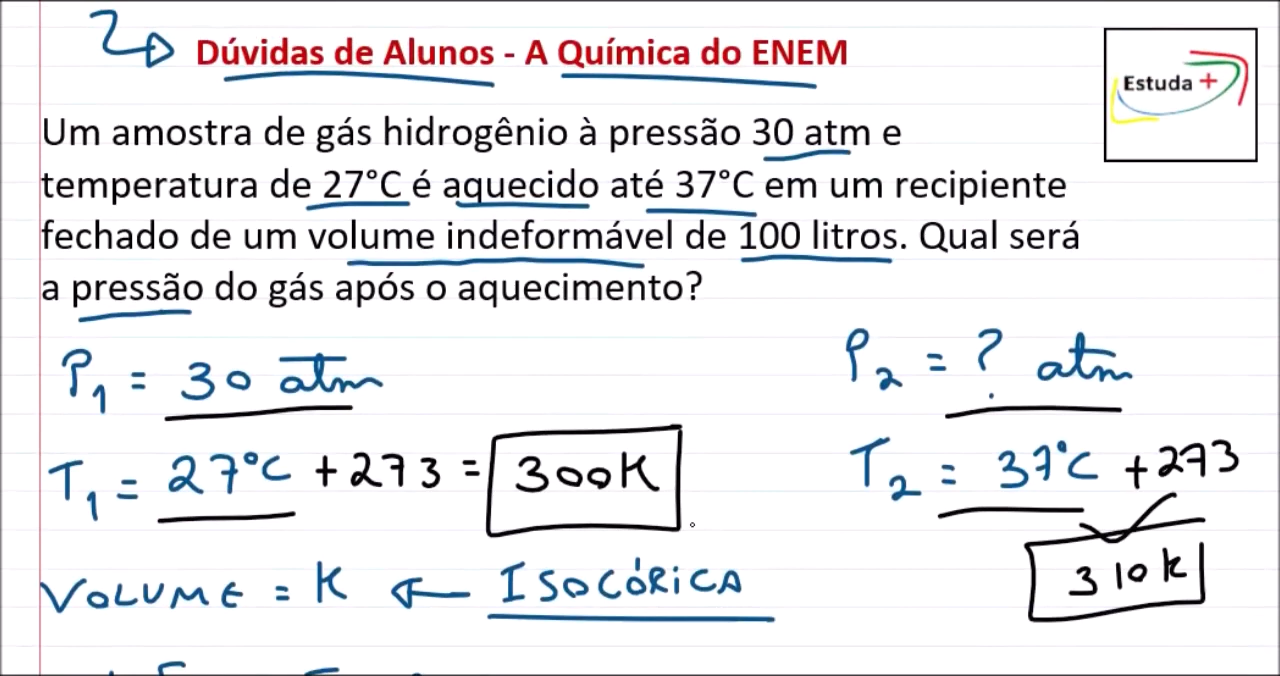 Dúvidas de Alunos - A Química do ENEM
Estuda +
Um amostra de gás hidrogênio à pressão 30 atm e
temperatura de 27°C é aquecido até 37°C em um recipiente
fechado de um volume indeformável de 100 litros. Qual será
a pressão do gás após o aquecimento?
P1 = 30 atm
P2 = ? atm
T1 = 27°C + 273 = 300K
T2 = 37°C + 273
310K
VOLUME = K ← ISOCÓRICA